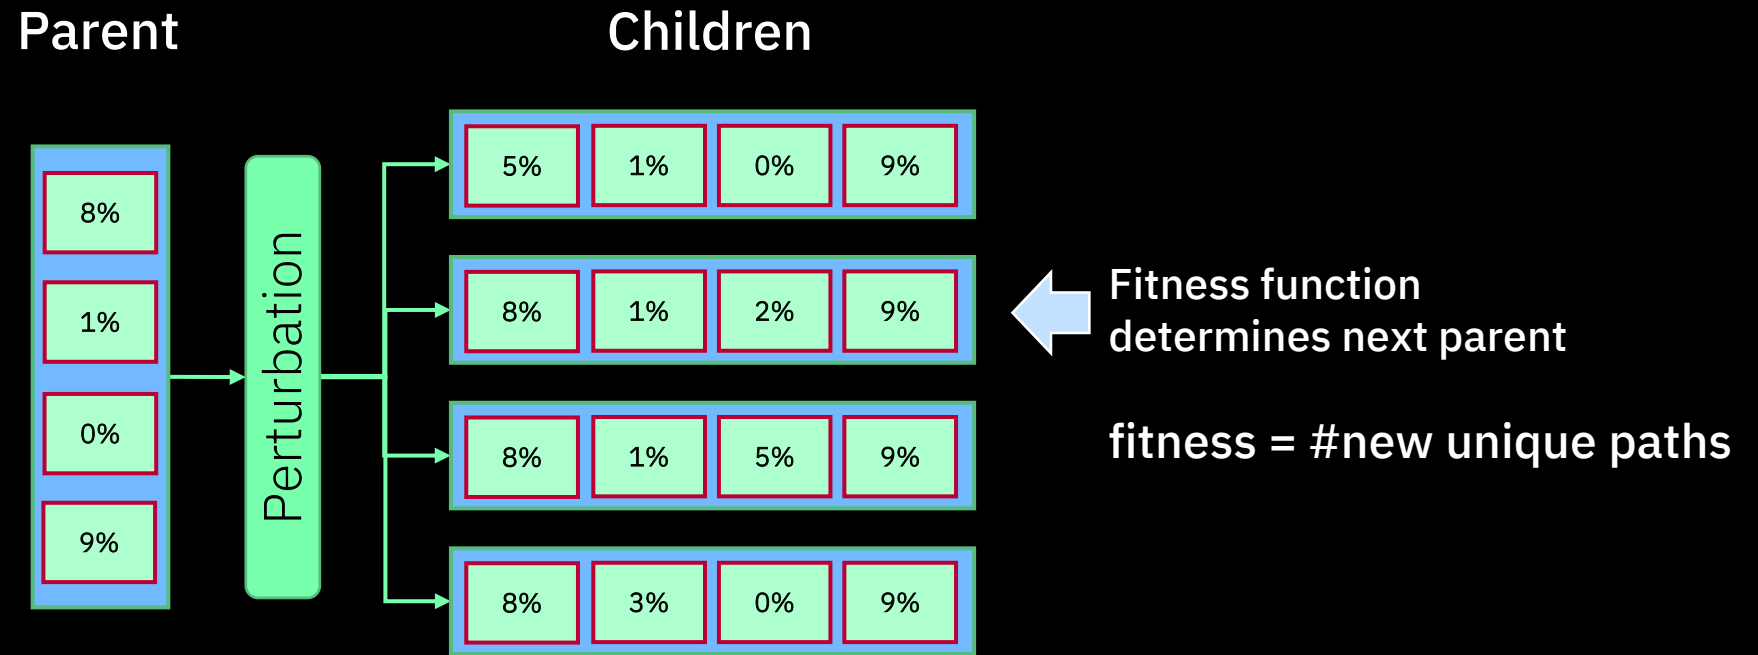 Parent
Children
8%
1%
0%
9%
Perturbation
5% 1% 0% 9%
8% 1% 2% 9%
8% 1% 5% 9%
8% 3% 0% 9%
Fitness function
determines next parent
fitness = #new unique paths